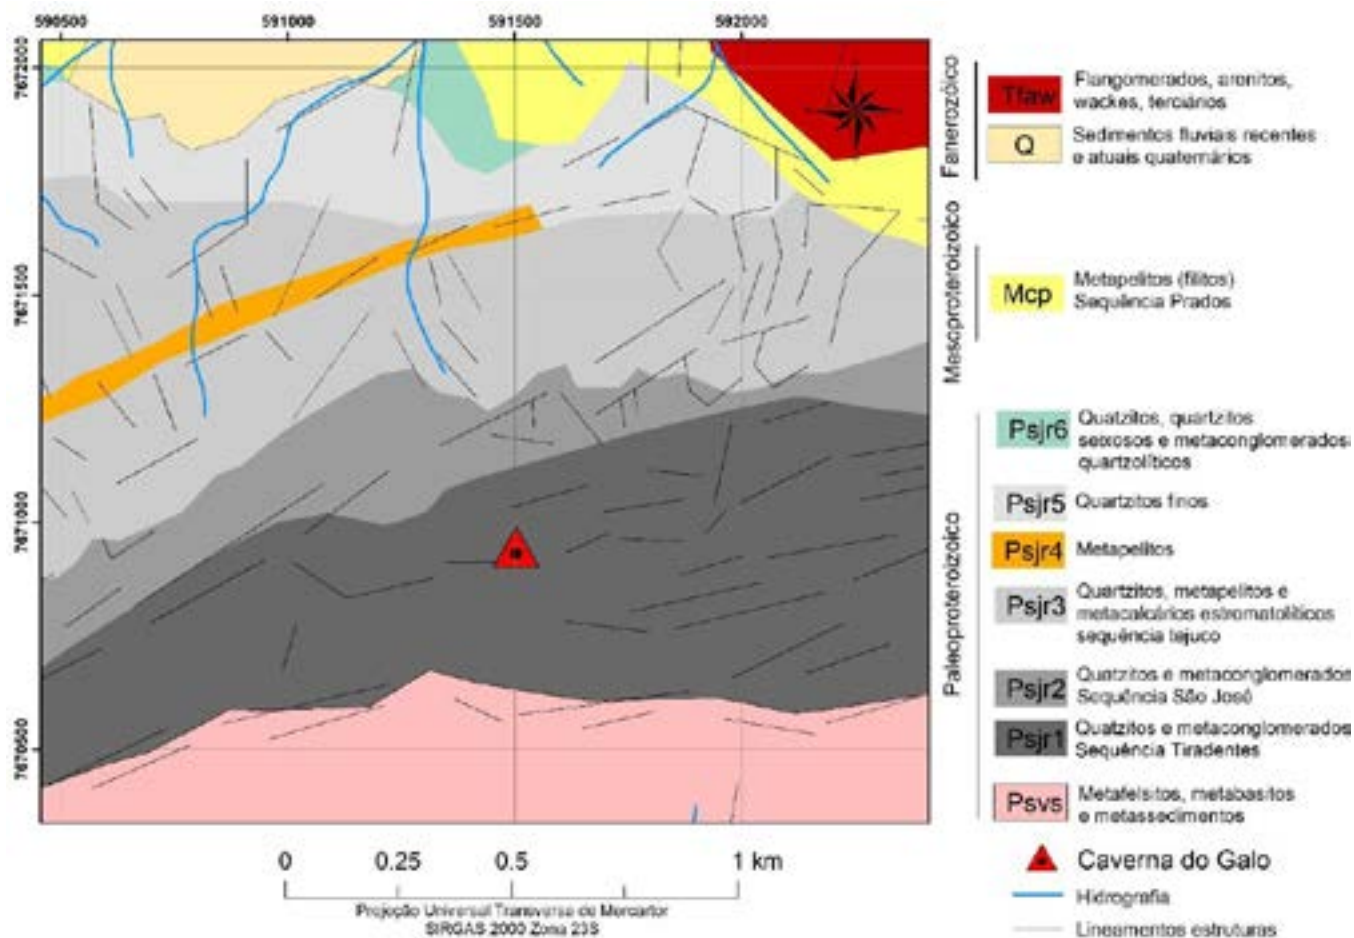 590500 591000 591500 592000
7672000
7671500
7671000
7670500
Fanerozóico
Mesoproteroizóico
Paleoproteroizóico
Tfaw
Flangomerados, arenitos,
wackes, terciários
Q
Sedimentos fluviais recentes
e atuais quaternários
Mcp
Metapelitos (filitos)
Sequência Prados
Psjr6
Quatzitos, quartzitos
seixosos e metaconglomerados
quartzolíticos
Psjr5
Quartzitos finos
Psjr4
Metapelitos
Psjr3
Quartzitos, metapelitos e
metacalcários estromatolíticos
sequência tejuco
Psjr2
Quatzitos e metaconglomerados
Sequência São José
Psjr1
Quatzitos e metaconglomerados
Sequência Tiradentes
Psvs
Metafelsitos, metabasitos
e metassedimentos
Caverna do Galo
Hidrografia
Lineamentos estruturas
0 0.25 0.5 1 km
Projeção Universal Transversa de Mercartor
SIRGAS 2000 Zona 23S